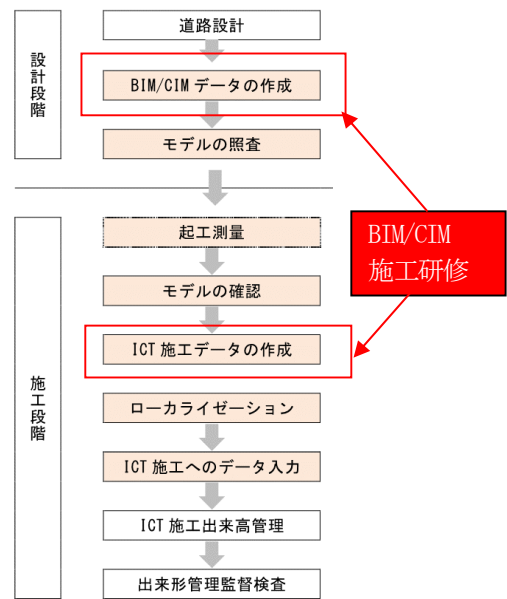 設計段階
道路設計
BIM/CIM データの作成
モデルの照査
施工段階
起工測量
モデルの確認
ICT 施工データの作成
ローカライゼーション
ICT 施工へのデータ入力
ICT 施工出来高管理
出来形管理監督検査
BIM/CIM
施工研修